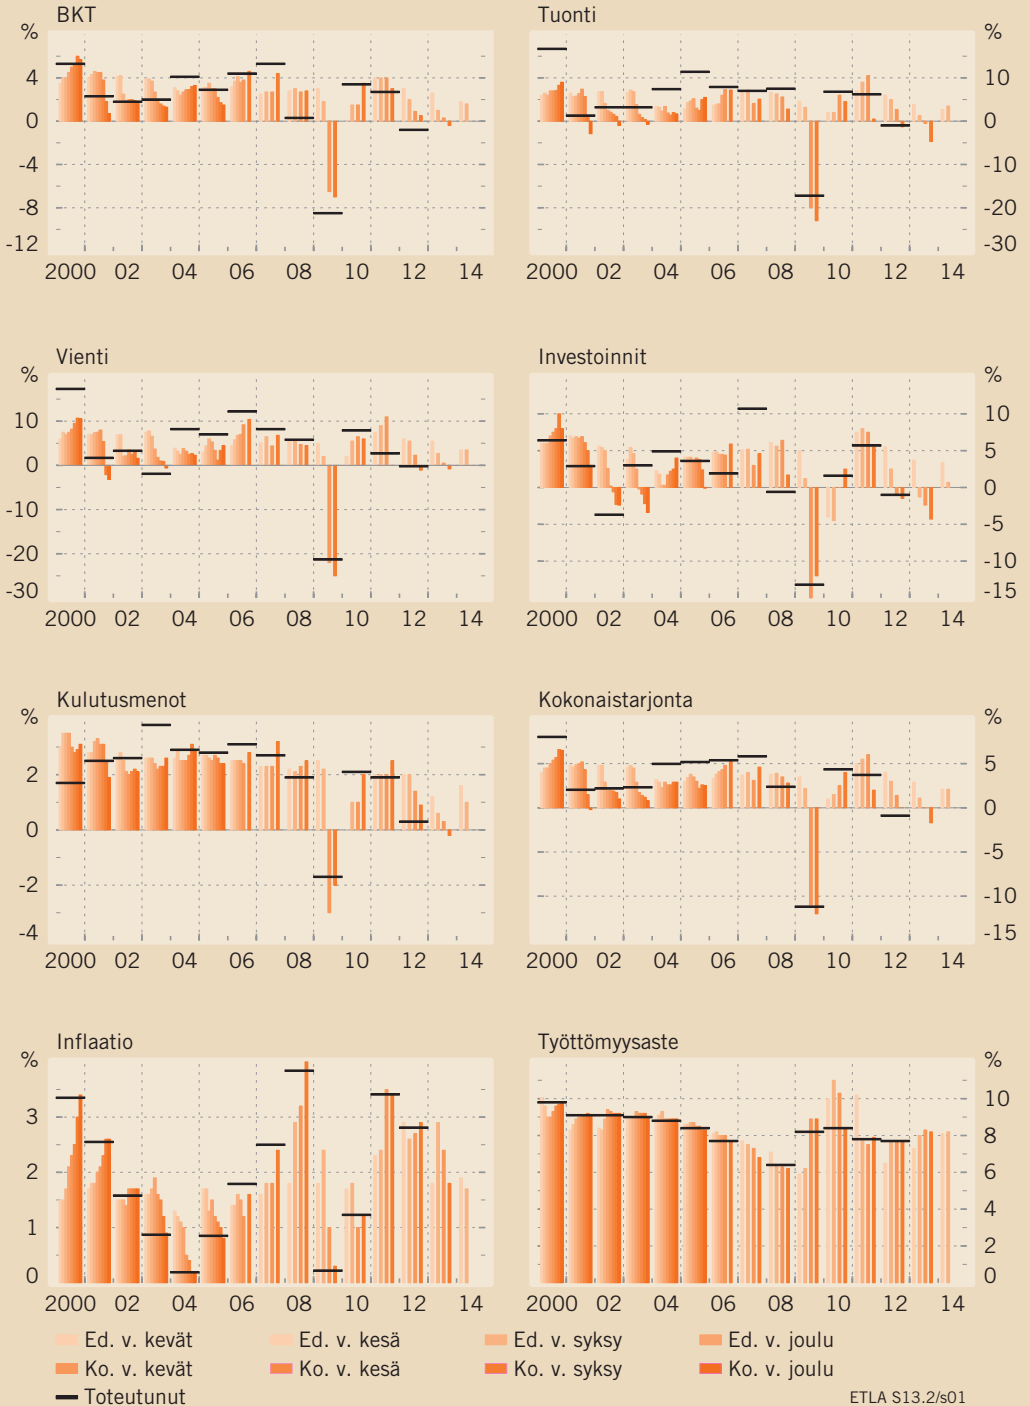 BKT
%
4
0
-4
-8
-12
2000 02 04 06 08 10 12 14
Tuonti
%
10
0
-10
-20
-30
2000 02 04 06 08 10 12 14
Vienti
%
10
0
-10
-20
-30
2000 02 04 06 08 10 12 14
Investoinnit
%
10
5
0
-5
-10
-15
2000 02 04 06 08 10 12 14
Kulutusmenot
%
2
0
-2
-4
2000 02 04 06 08 10 12 14
Kokonaistarjonta
%
5
0
-5
-10
-15
2000 02 04 06 08 10 12 14
Inflaatio
%
3
2
1
0
2000 02 04 06 08 10 12 14
Työttömyysaste
%
10
8
6
4
2
0
2000 02 04 06 08 10 12 14
Ed. v. kevät Ed. v. kesä Ed. v. syksy Ed. v. joulu
Ko. v. kevät Ko. v. kesä Ko. v. syksy Ko. v. joulu
Toteutunut
ETLA S13.2/s01